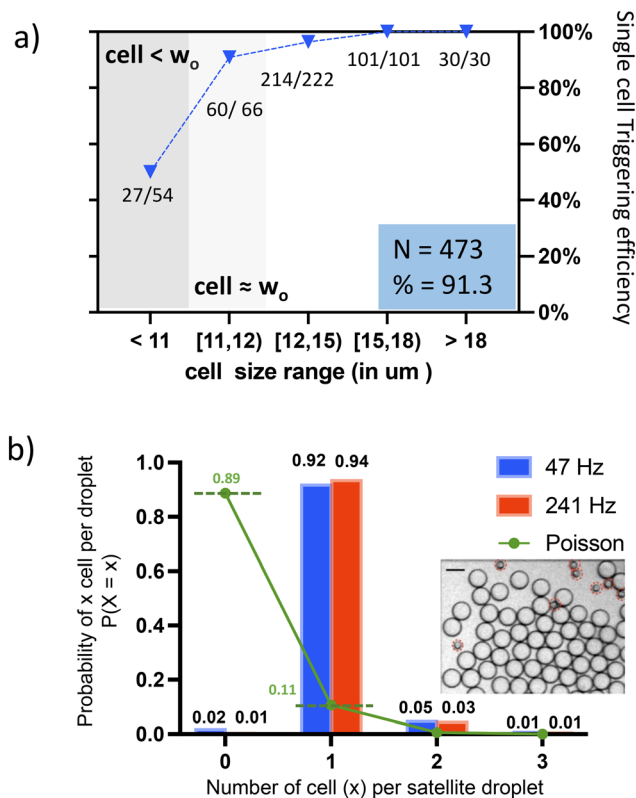 a)
cell < wo
27/54
60/ 66
214/222
101/101
30/30
cell ≈ wo
N = 473
% = 91.3
100%
80%
60%
40%
20%
0%
Single cell Triggering efficiency
< 11
[11,12)
[12,15)
[15,18)
> 18
cell size range (in um )
b)
Probability of x cell per droplet
P(X = x)
1.0
0.8
0.6
0.4
0.2
0.0
0.89
0.11
0.02
0.01
0.92
0.94
0.05
0.03
0.01
0.01
47 Hz
241 Hz
Poisson
0
1
2
3
Number of cell (x) per satellite droplet